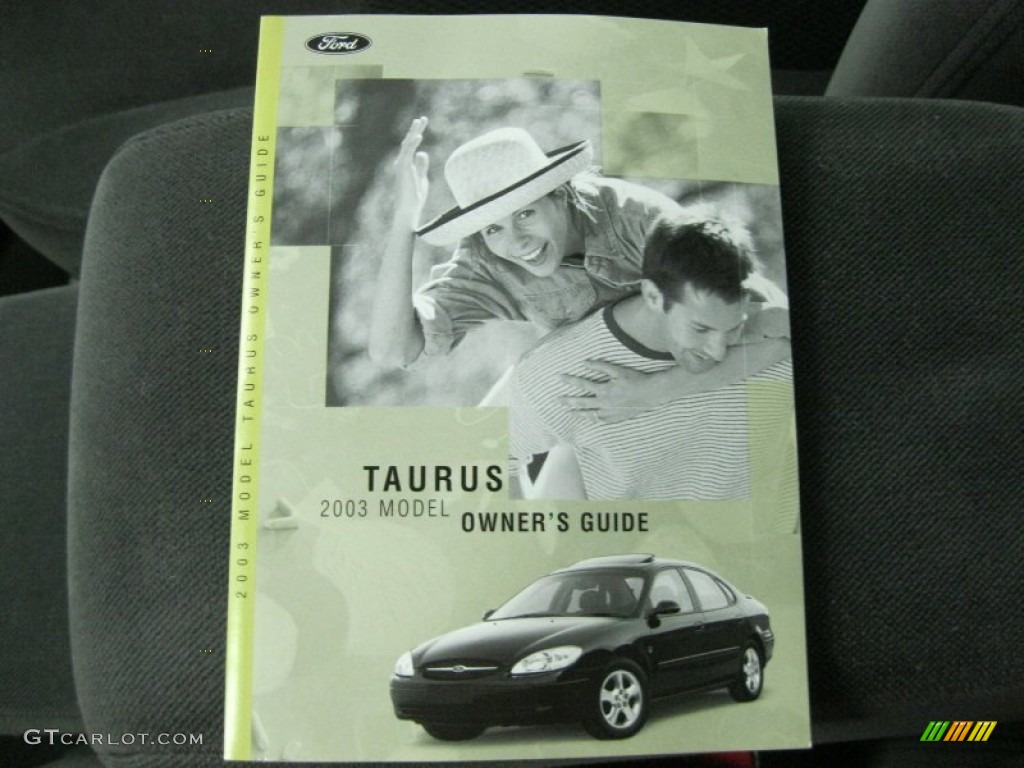 Ford
2003 MODEL TAURUS OWNER'S GUIDE
TAURUS
2003 MODEL
OWNER'S GUIDE
GTCARLOT.COM